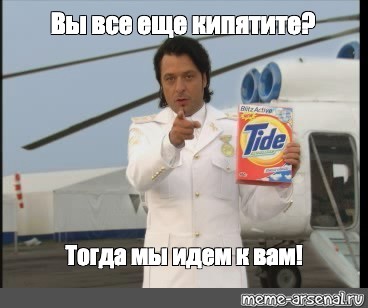 Вы все еще кипятите?
Blitz Active
Tide
Тогда мы идем к вам!
meme-arsenal.ru